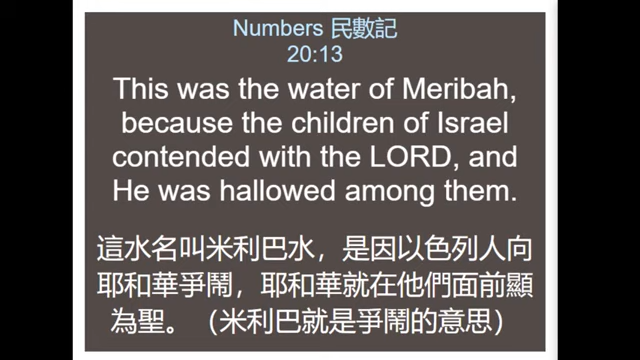 Numbers 民數記
20:13
This was the water of Meribah,
because the children of Israel
contended with the LORD, and
He was hallowed among them.
這水名叫米利巴水，是因以色列人向
耶和華爭鬧，耶和華就在他們面前顯
為聖。（米利巴就是爭鬧的意思）